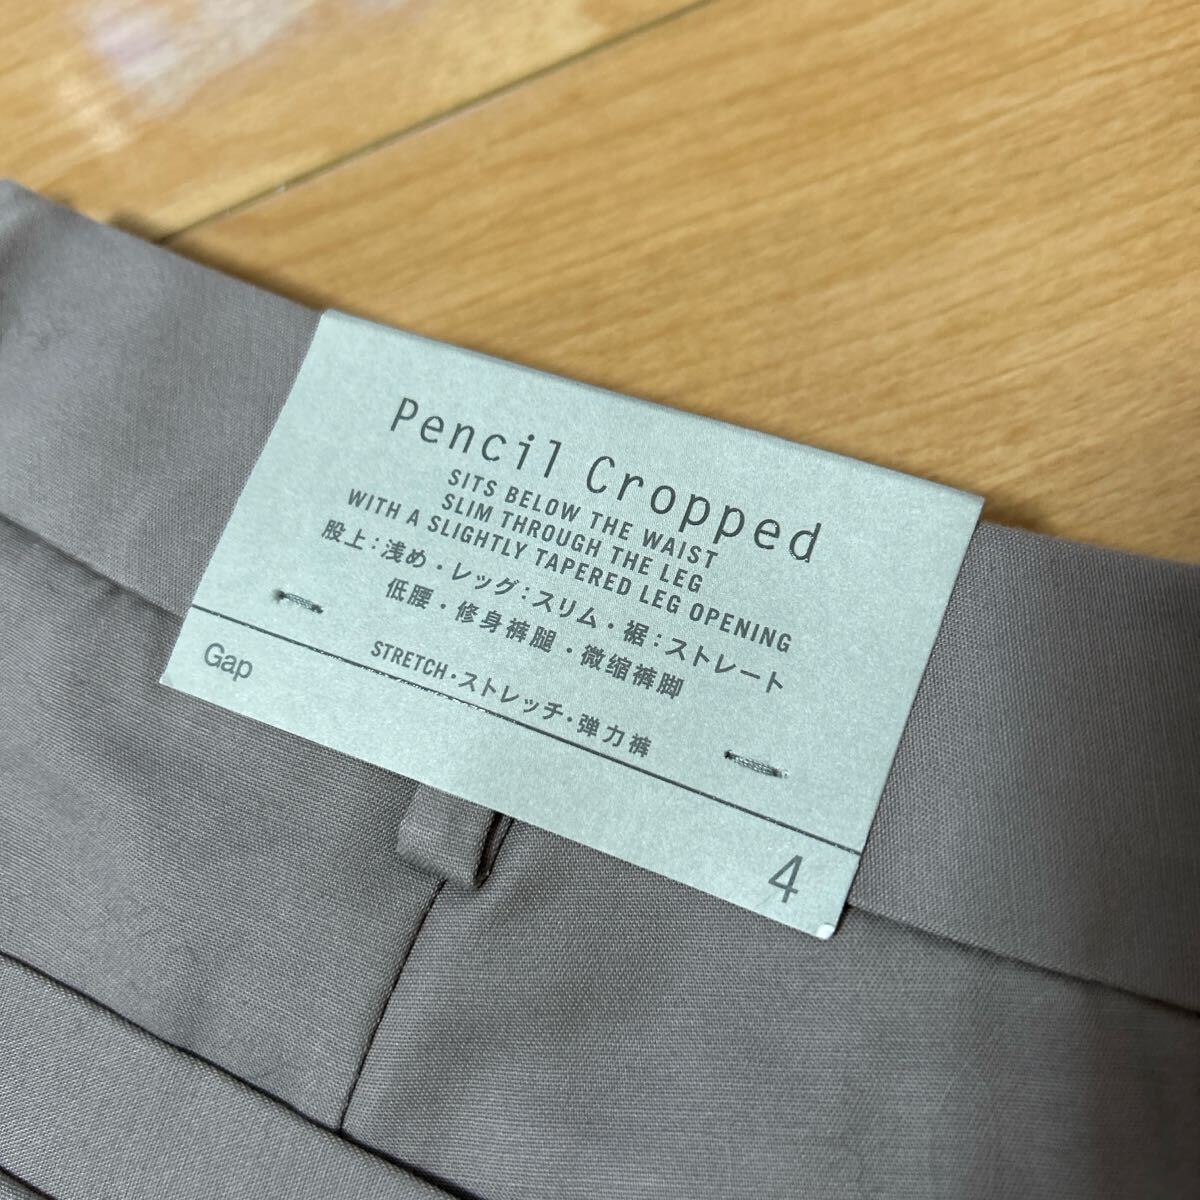 Pencil Cropped
SITS BELOW THE WAIST
SLIM THROUGH THE LEG
WITH A SLIGHTLY TAPERED LEG OPENING
股上:浅め・レッグ:スリム・裾:ストレート
低腰・修身裤腿・微缩裤脚
STRETCH・ストレッチ・弹力裤
Gap
4